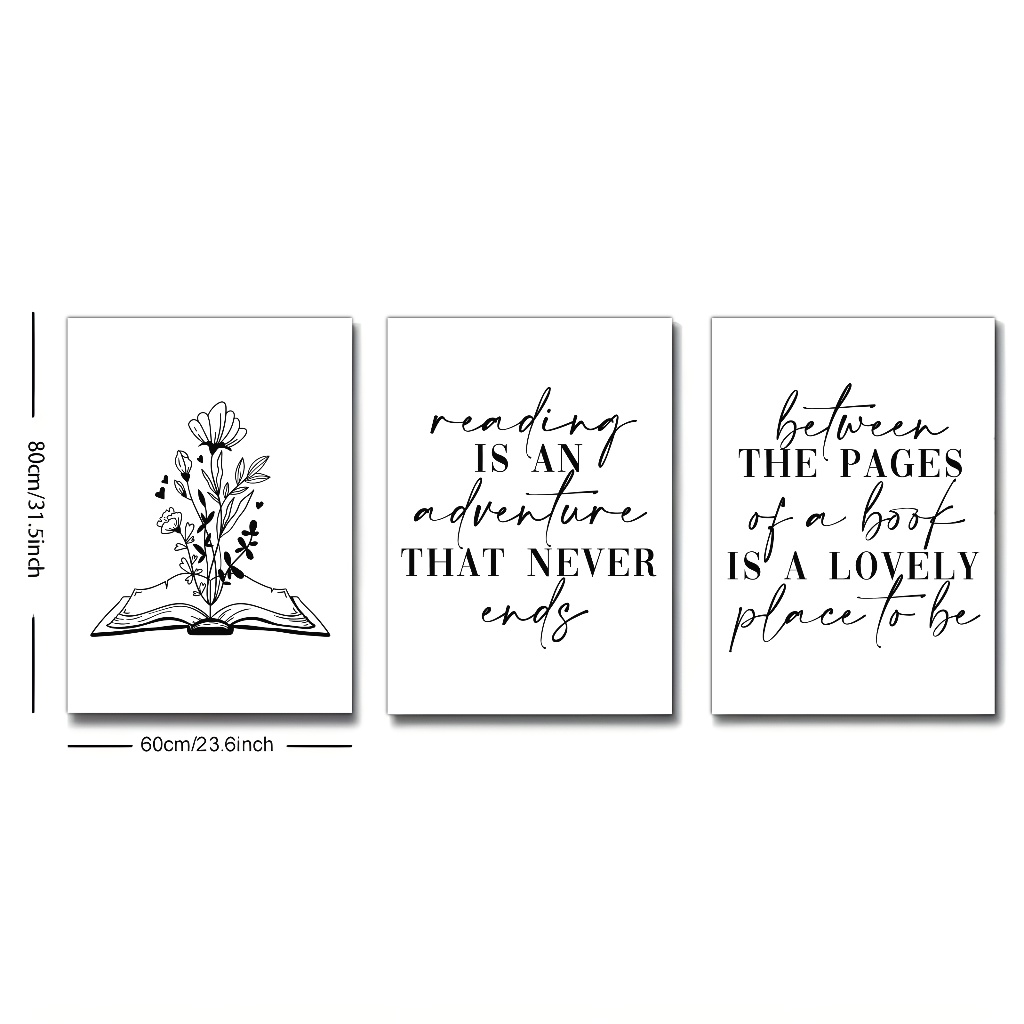 80cm/31.5inch
60cm/23.6inch
reading
IS AN
adventure
THAT NEVER
ends
between
THE PAGES
of a book
IS A LOVELY
place to be